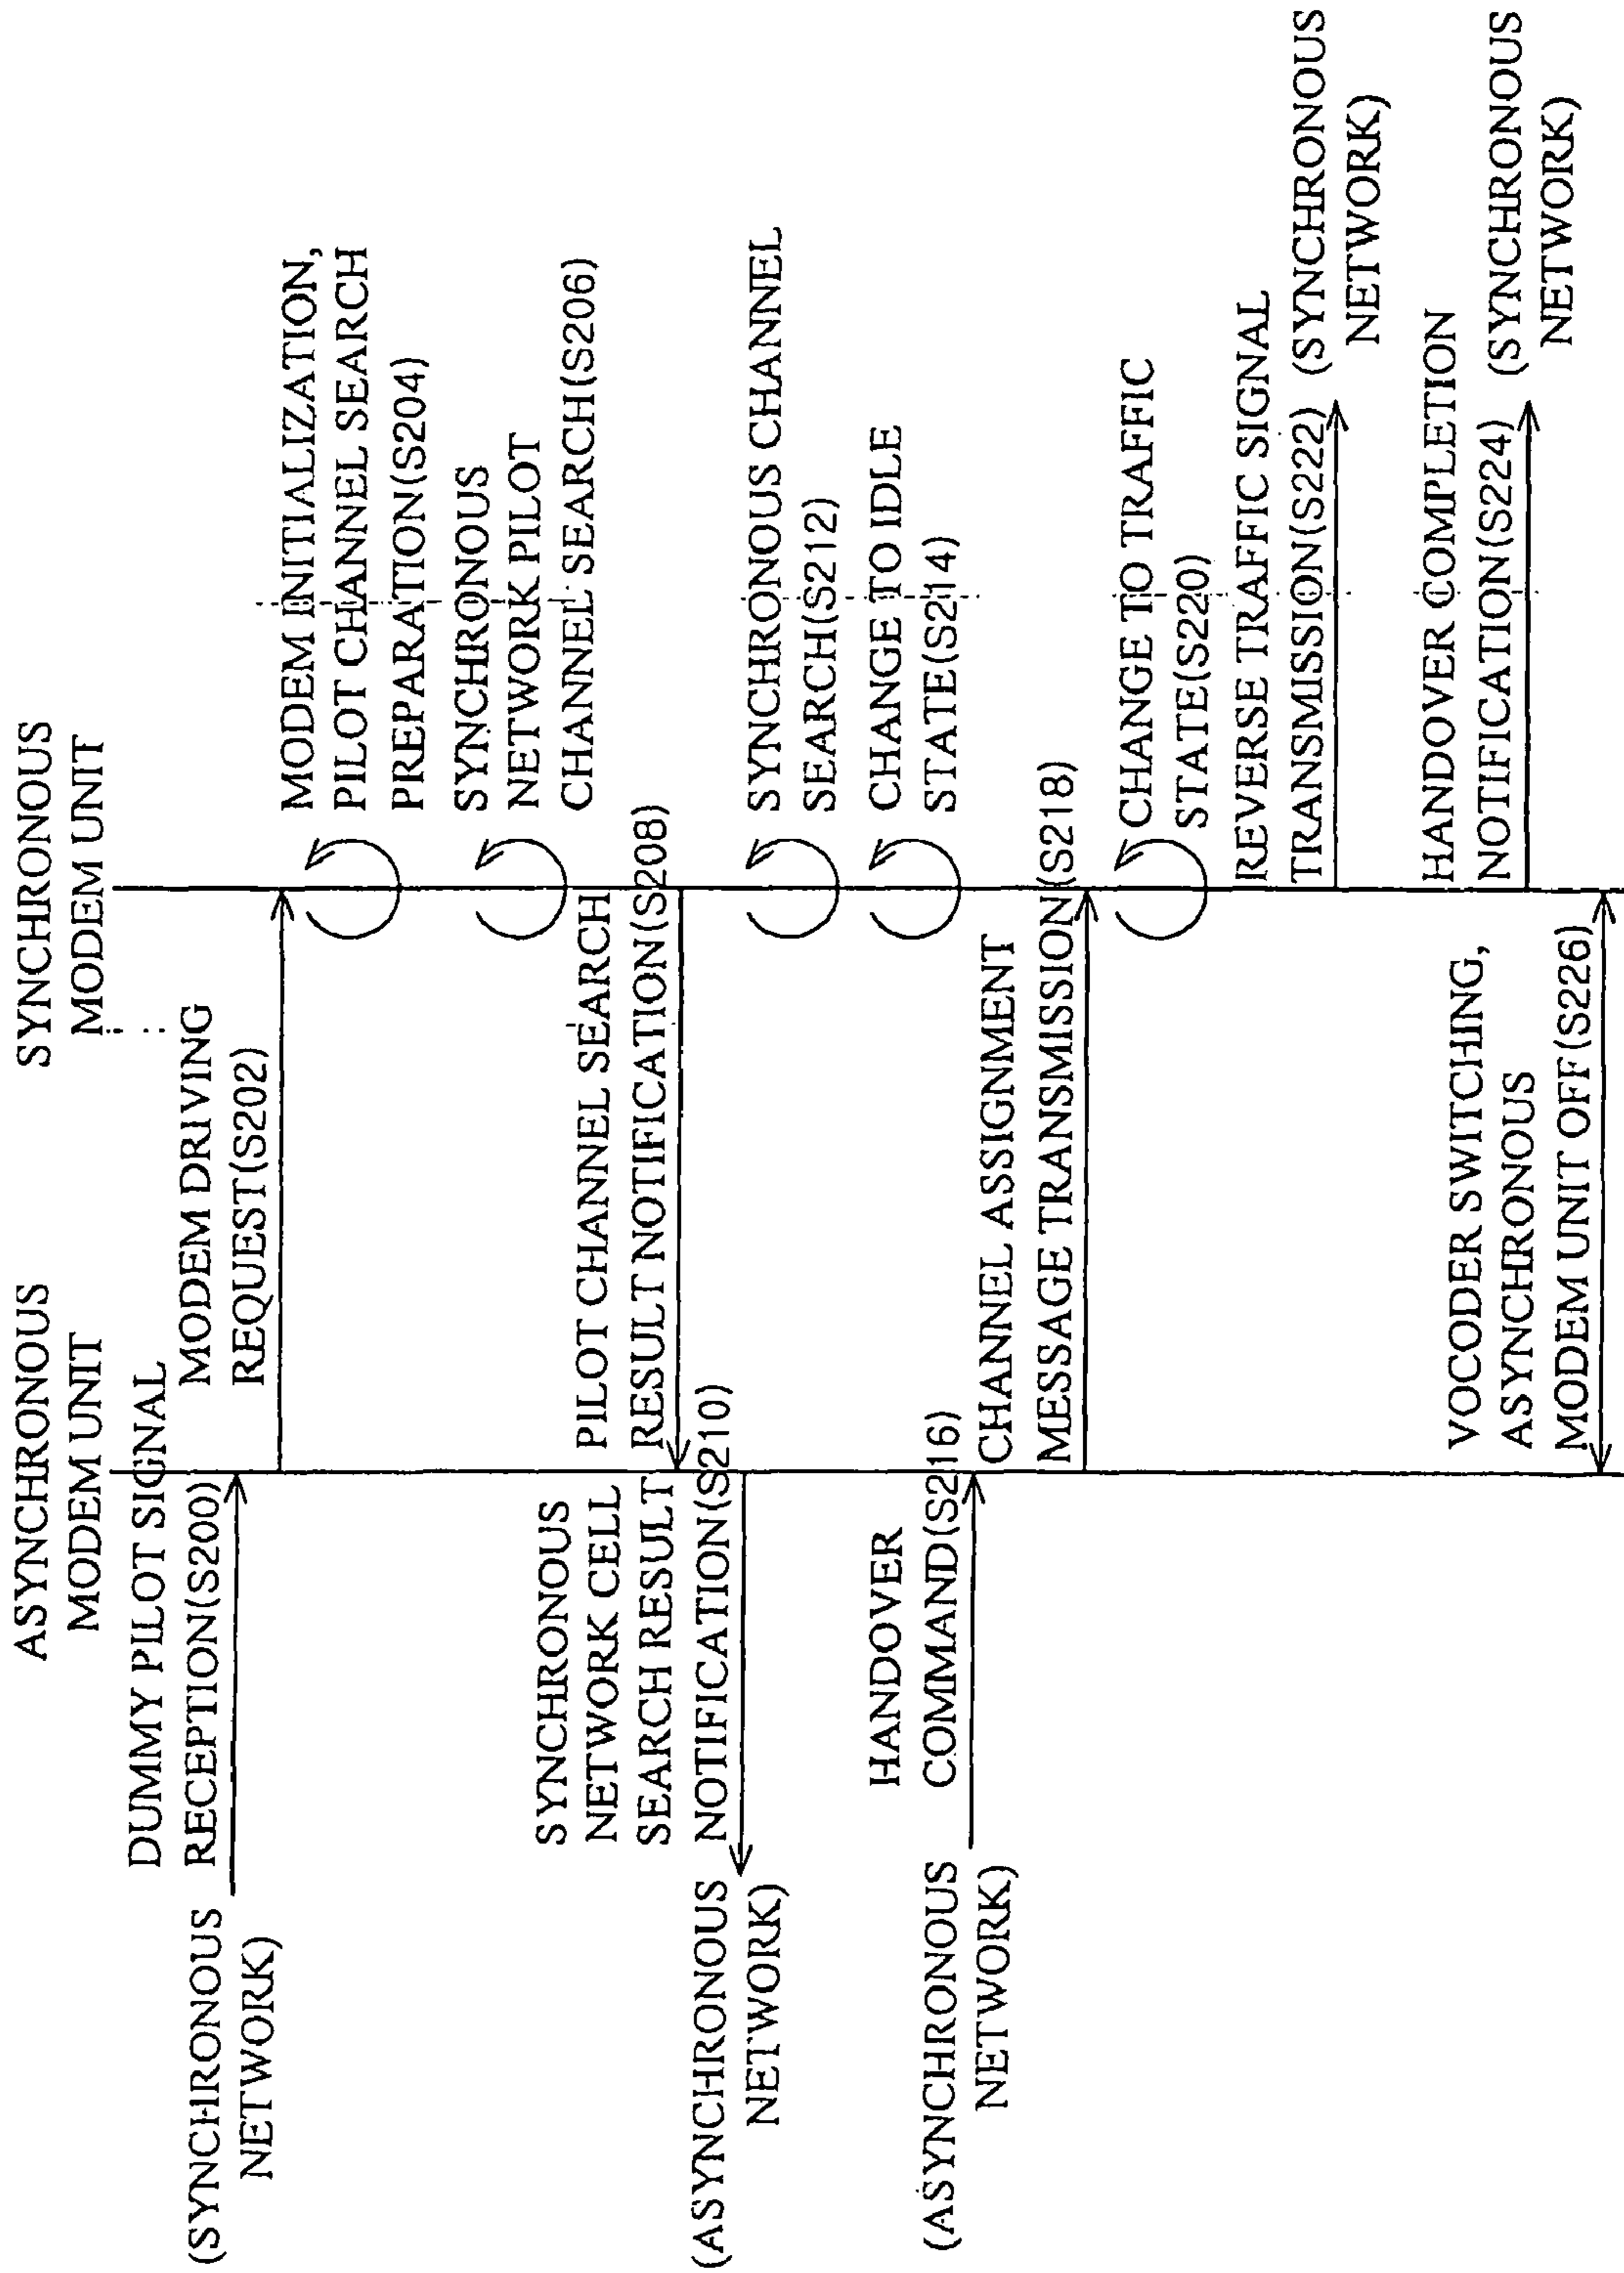 ASYNCHRONOUS
MODEM UNIT
SYNCHRONOUS
MODEM UNIT
DUMMY PILOT SIGNAL
RECEPTION(S200)
(SYNCHRONOUS
NETWORK)
MODEM DRIVING
REQUEST(S202)
MODEM INITIALIZATION,
PILOT CHANNEL SEARCH
PREPARATION(S204)
SYNCHRONOUS
NETWORK PILOT
CHANNEL SEARCH(S206)
PILOT CHANNEL SEARCH
RESULT NOTIFICATION(S208)
SYNCHRONOUS
NETWORK CELL
SEARCH RESULT
NOTIFICATION(S210)
(ASYNCHRONOUS
NETWORK)
SYNCHRONOUS CHANNEL
SEARCH(S212)
CHANGE TO IDLE
STATE(S214)
HANDOVER
COMMAND(S216)
(ASYNCHRONOUS
NETWORK)
CHANNEL ASSIGNMENT
MESSAGE TRANSMISSION(S218)
CHANGE TO TRAFFIC
STATE(S220)
REVERSE TRAFFIC SIGNAL
TRANSMISSION(S222)
(SYNCHRONOUS
NETWORK)
HANDOVER COMPLETION
NOTIFICATION(S224)
(SYNCHRONOUS
NETWORK)
VOCODER SWITCHING,
ASYNCHRONOUS
MODEM UNIT OFF(S226)